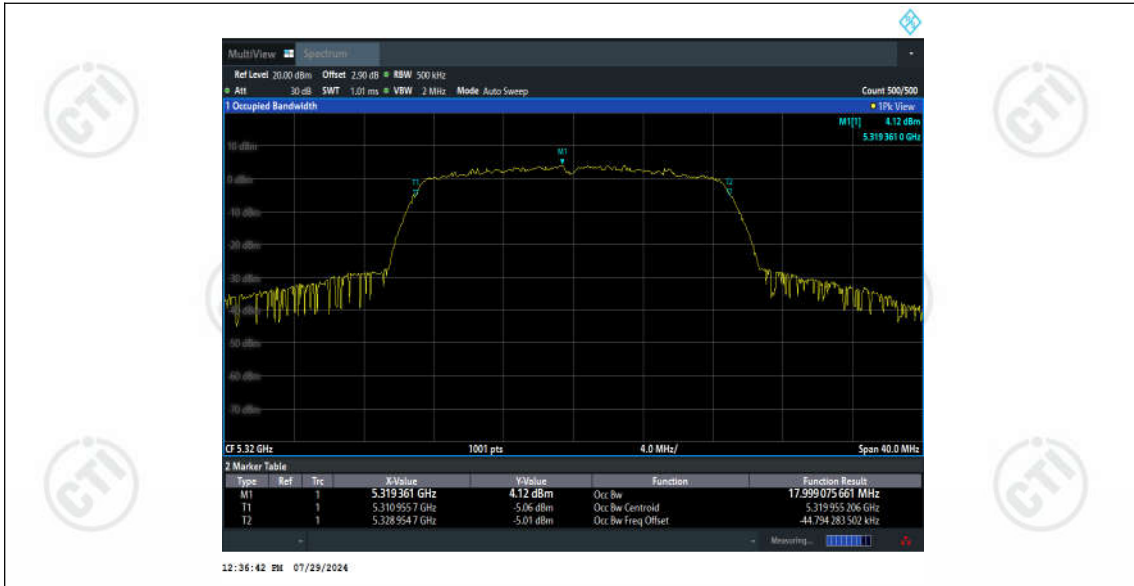 MultiView Spectrum
Ref Level 20.00 dBm Offset 2.90 dB RBW 500 kHz
Att 30 dB SWT 1.01 ms VBW 2 MHz Mode Auto Sweep Count 500/500
1 Occupied Bandwidth 1Pk View
M1[1] 4.12 dBm
5.319 361 0 GHz
10 dBm
M1
0 dBm
T1 T2
-10 dBm
-20 dBm
-30 dBm
-40 dBm
-50 dBm
-60 dBm
-70 dBm
CF 5.32 GHz 1001 pts 4.0 MHz/ Span 40.0 MHz
2 Marker Table
Type Ref Trc X-Value Y-Value Function Function Result
M1 1 5.319 361 GHz 4.12 dBm Occ Bw 17.999 075 661 MHz
T1 1 5.310 955 7 GHz -5.06 dBm Occ Bw Centroid 5.319 955 206 GHz
T2 1 5.328 954 7 GHz -5.01 dBm Occ Bw Freq Offset -44.794 283 502 kHz
Measuring...
12:36:42 PM 07/29/2024
CTI
CTI
CTI
CTI